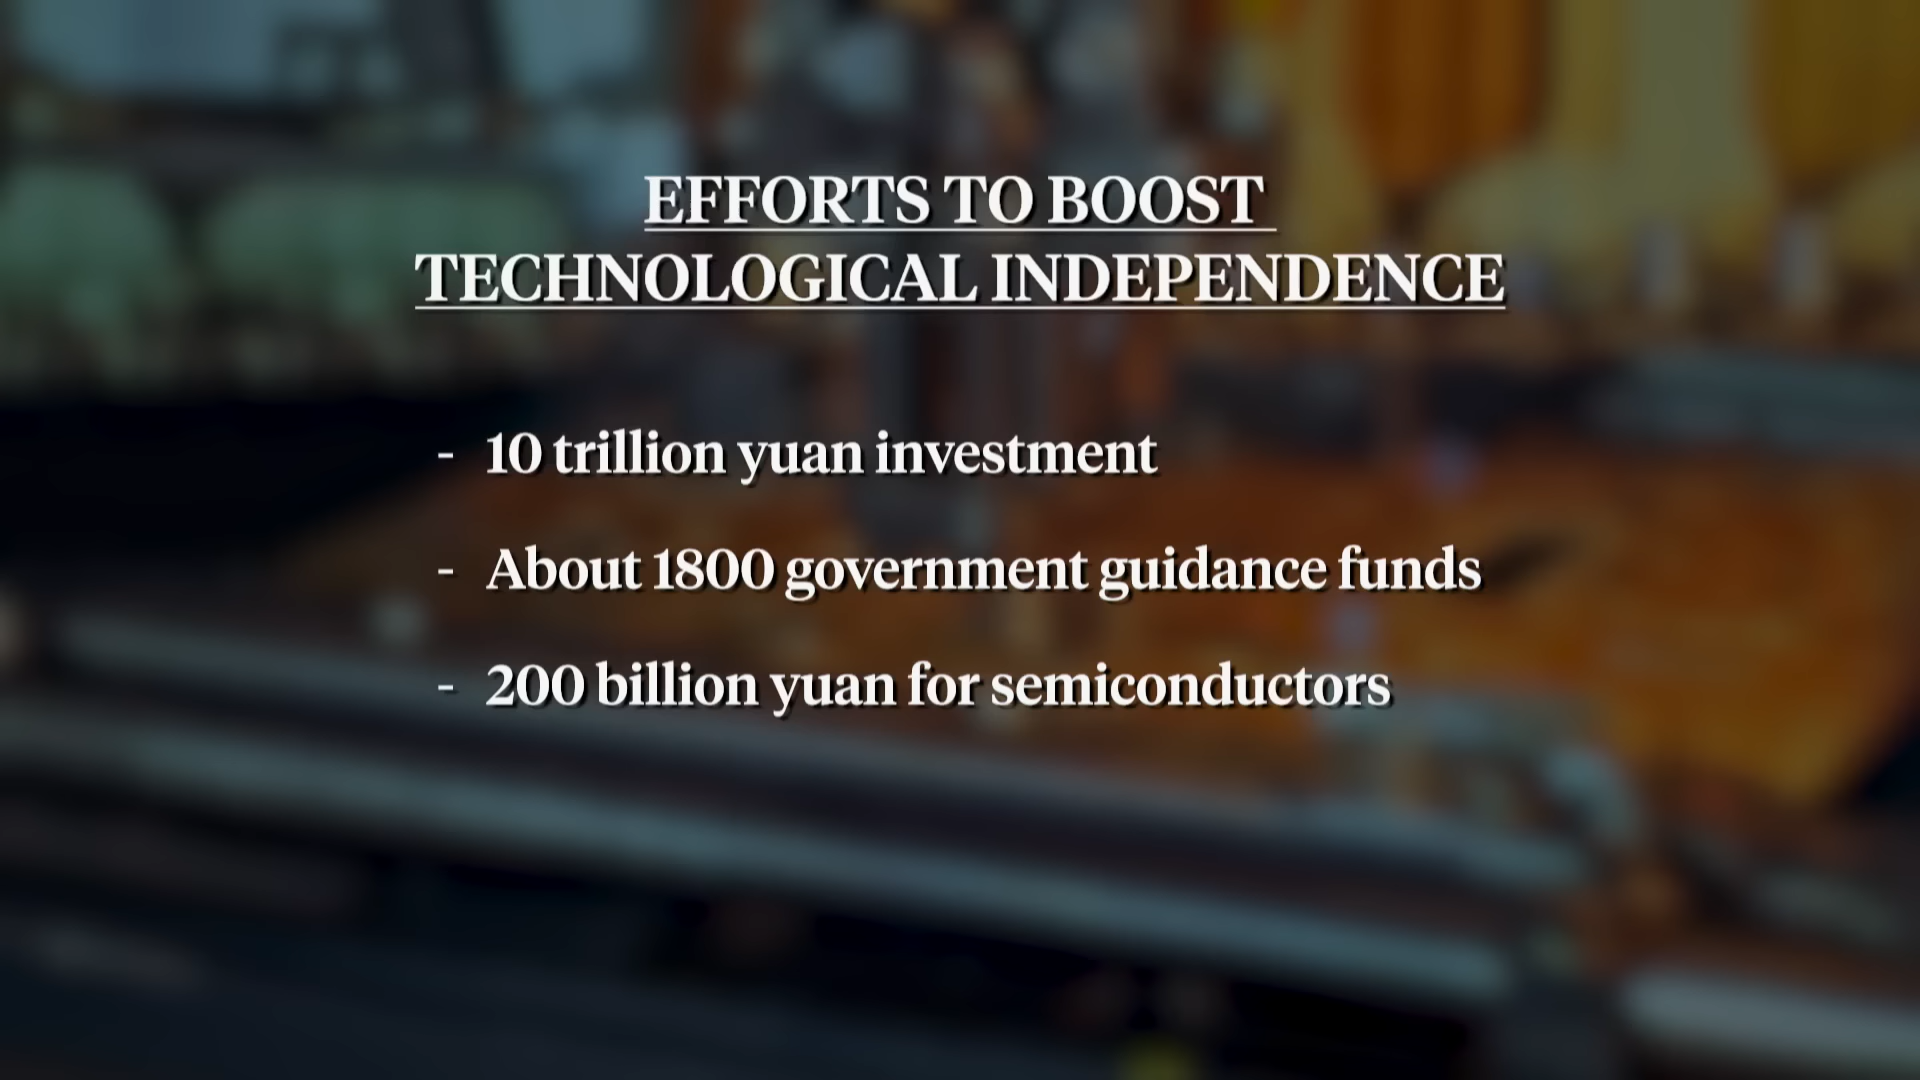 EFFORTS TO BOOST
TECHNOLOGICAL INDEPENDENCE
- 10 trillion yuan investment
- About 1800 government guidance funds
- 200 billion yuan for semiconductors